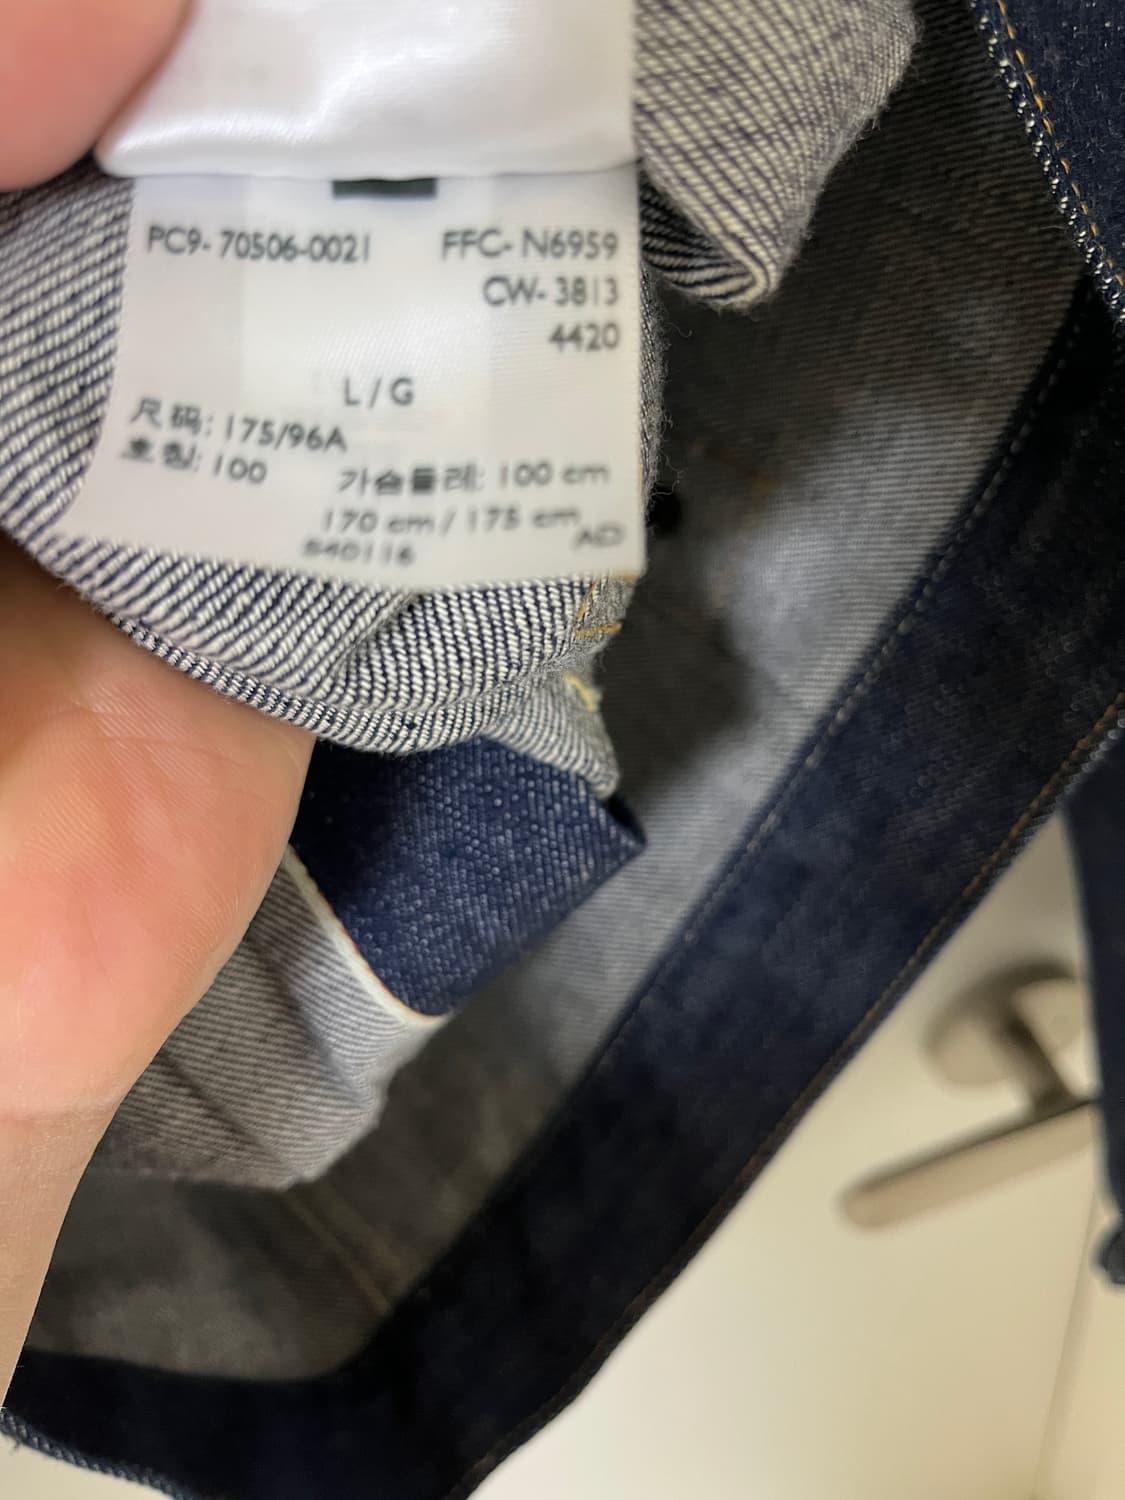 PC9-70506-0021 FFC-N6959
CW-3813
4420
L/G
尺码: 175/96A
호칭: 100 가슴둘레: 100 cm
170 cm / 175 cm
AD